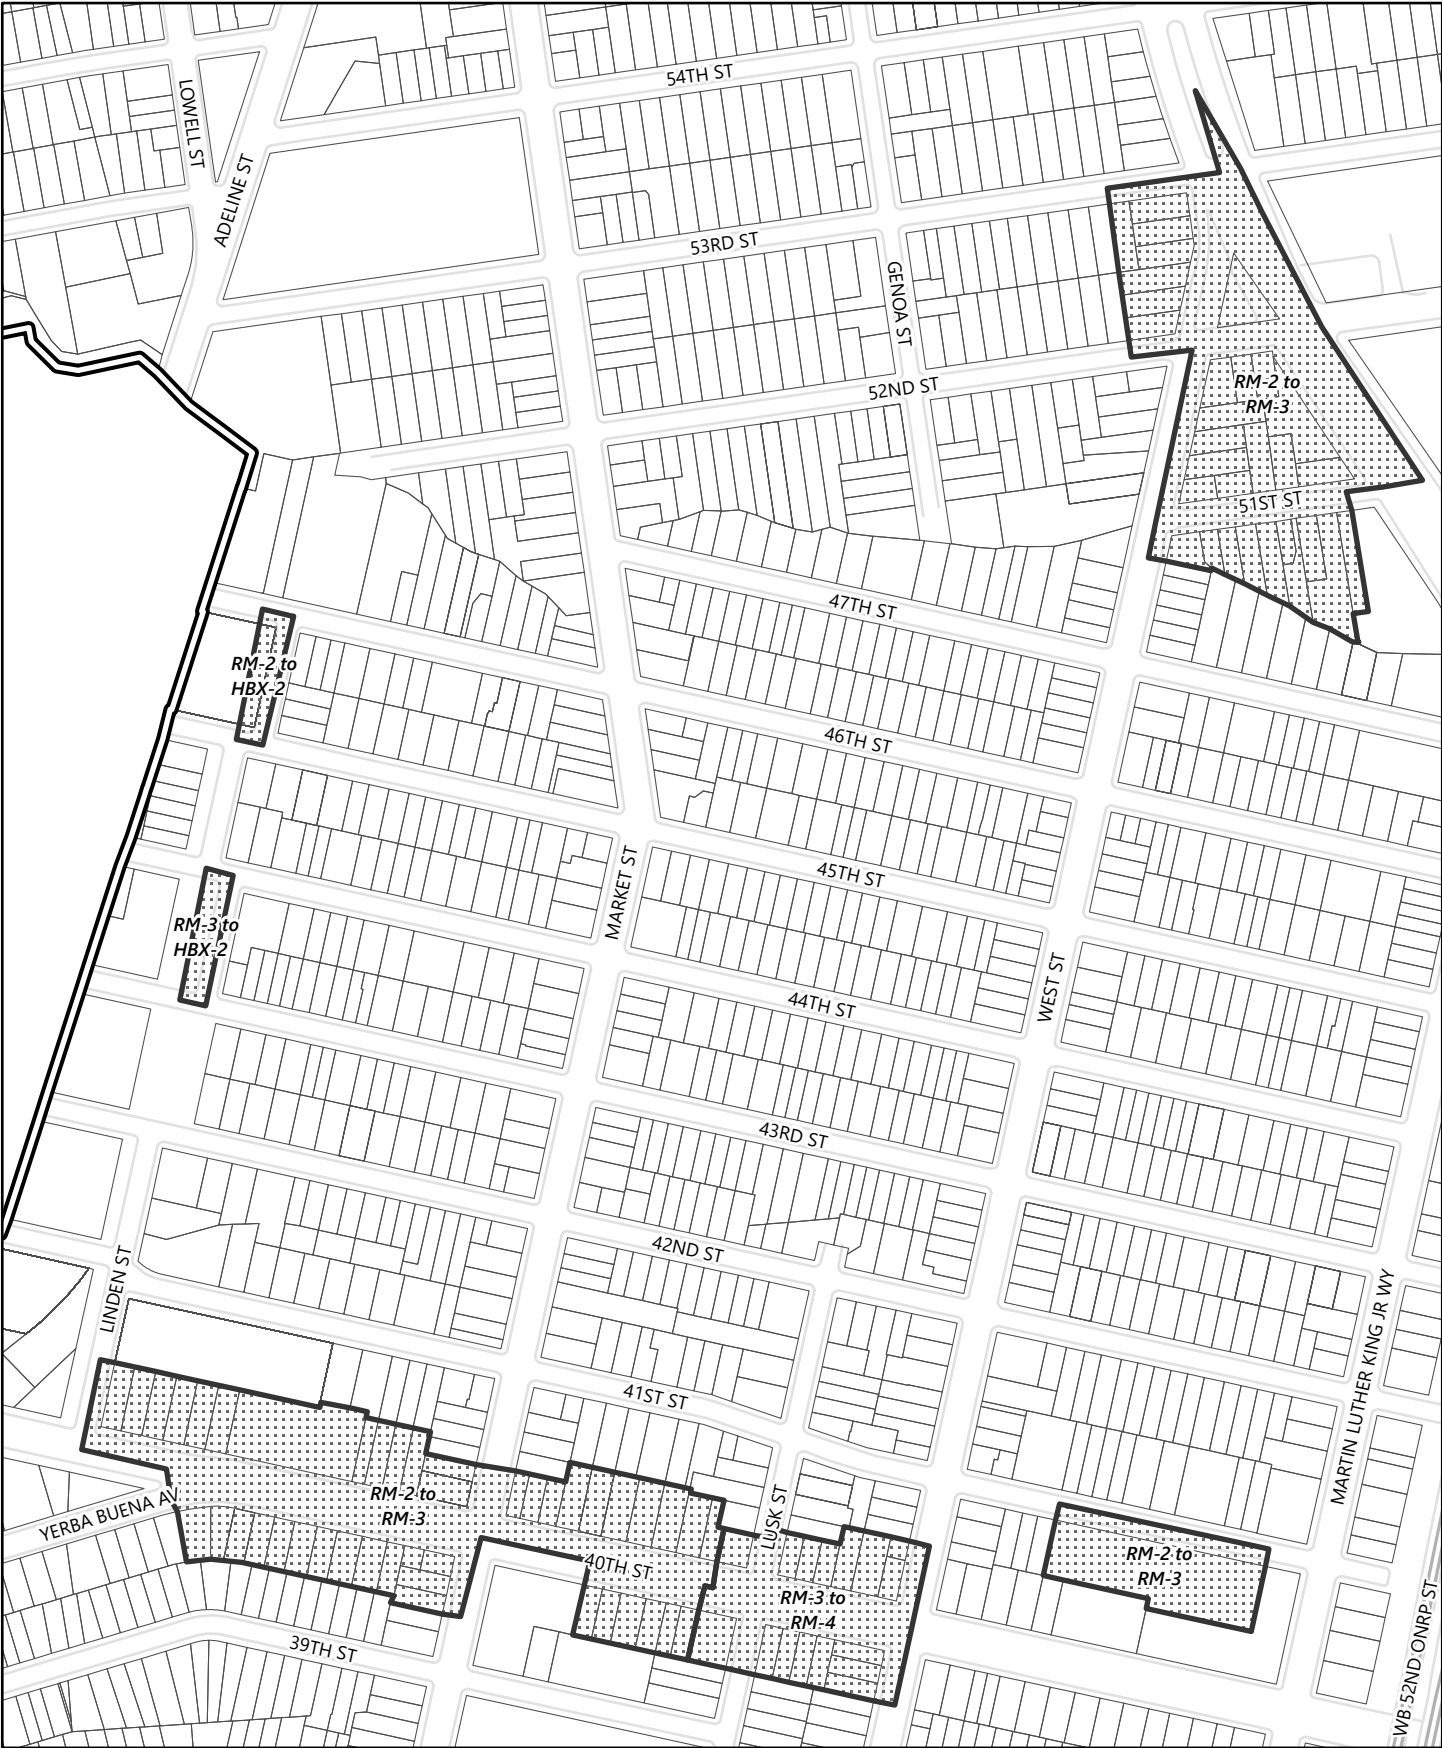 54TH ST
LOWELL ST
ADELINE ST
53RD ST
GENOA ST
52ND ST
RM-2 to
RM-3
51ST ST
47TH ST
RM-2 to
HBX-2
46TH ST
45TH ST
MARKET ST
RM-3 to
HBX-2
WEST ST
44TH ST
43RD ST
42ND ST
LINDEN ST
MARTIN LUTHER KING JR WY
41ST ST
RM-2 to
RM-3
LUSK ST
YERBA BUENA AV
40TH ST
RM-2 to
RM-3
RM-3 to
RM-4
39TH ST
WB 52ND ONRP ST